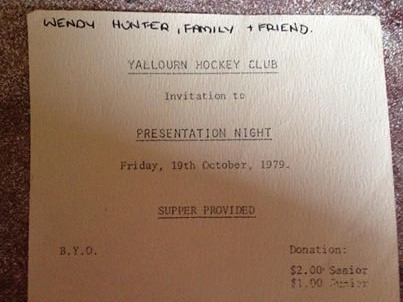 WENDY HUNTER, FAMILY + FRIEND.
YALLOURN HOCKEY CLUB
Invitation to
PRESENTATION NIGHT
Friday, 19th October, 1979.
SUPPER PROVIDED
B.Y.O. Donation:
$2.00 Senior
$1.00 Junior